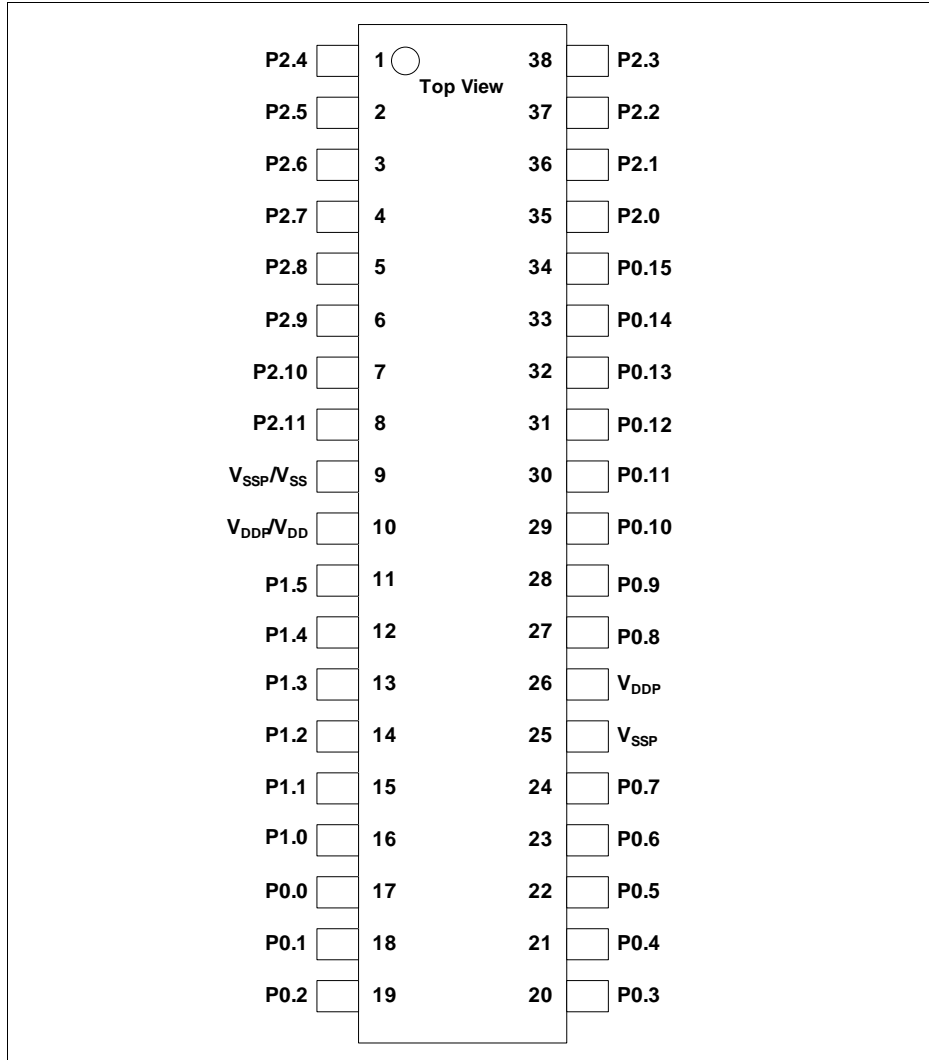 P2.4 1 38 P2.3
Top View
P2.5 2 37 P2.2
P2.6 3 36 P2.1
P2.7 4 35 P2.0
P2.8 5 34 P0.15
P2.9 6 33 P0.14
P2.10 7 32 P0.13
P2.11 8 31 P0.12
VSSP/VSS 9 30 P0.11
VDDP/VDD 10 29 P0.10
P1.5 11 28 P0.9
P1.4 12 27 P0.8
P1.3 13 26 VDDP
P1.2 14 25 VSSP
P1.1 15 24 P0.7
P1.0 16 23 P0.6
P0.0 17 22 P0.5
P0.1 18 21 P0.4
P0.2 19 20 P0.3